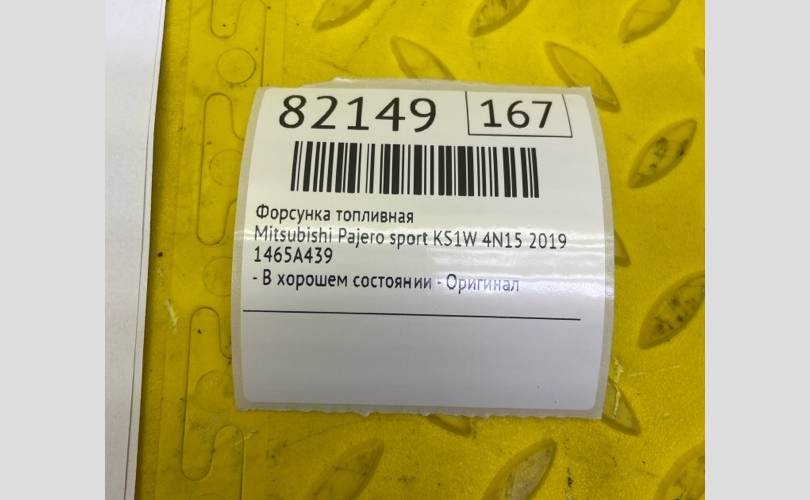 82149 167
Форсунка топливная
Mitsubishi Pajero sport KS1W 4N15 2019
1465A439
- В хорошем состоянии - Оригинал